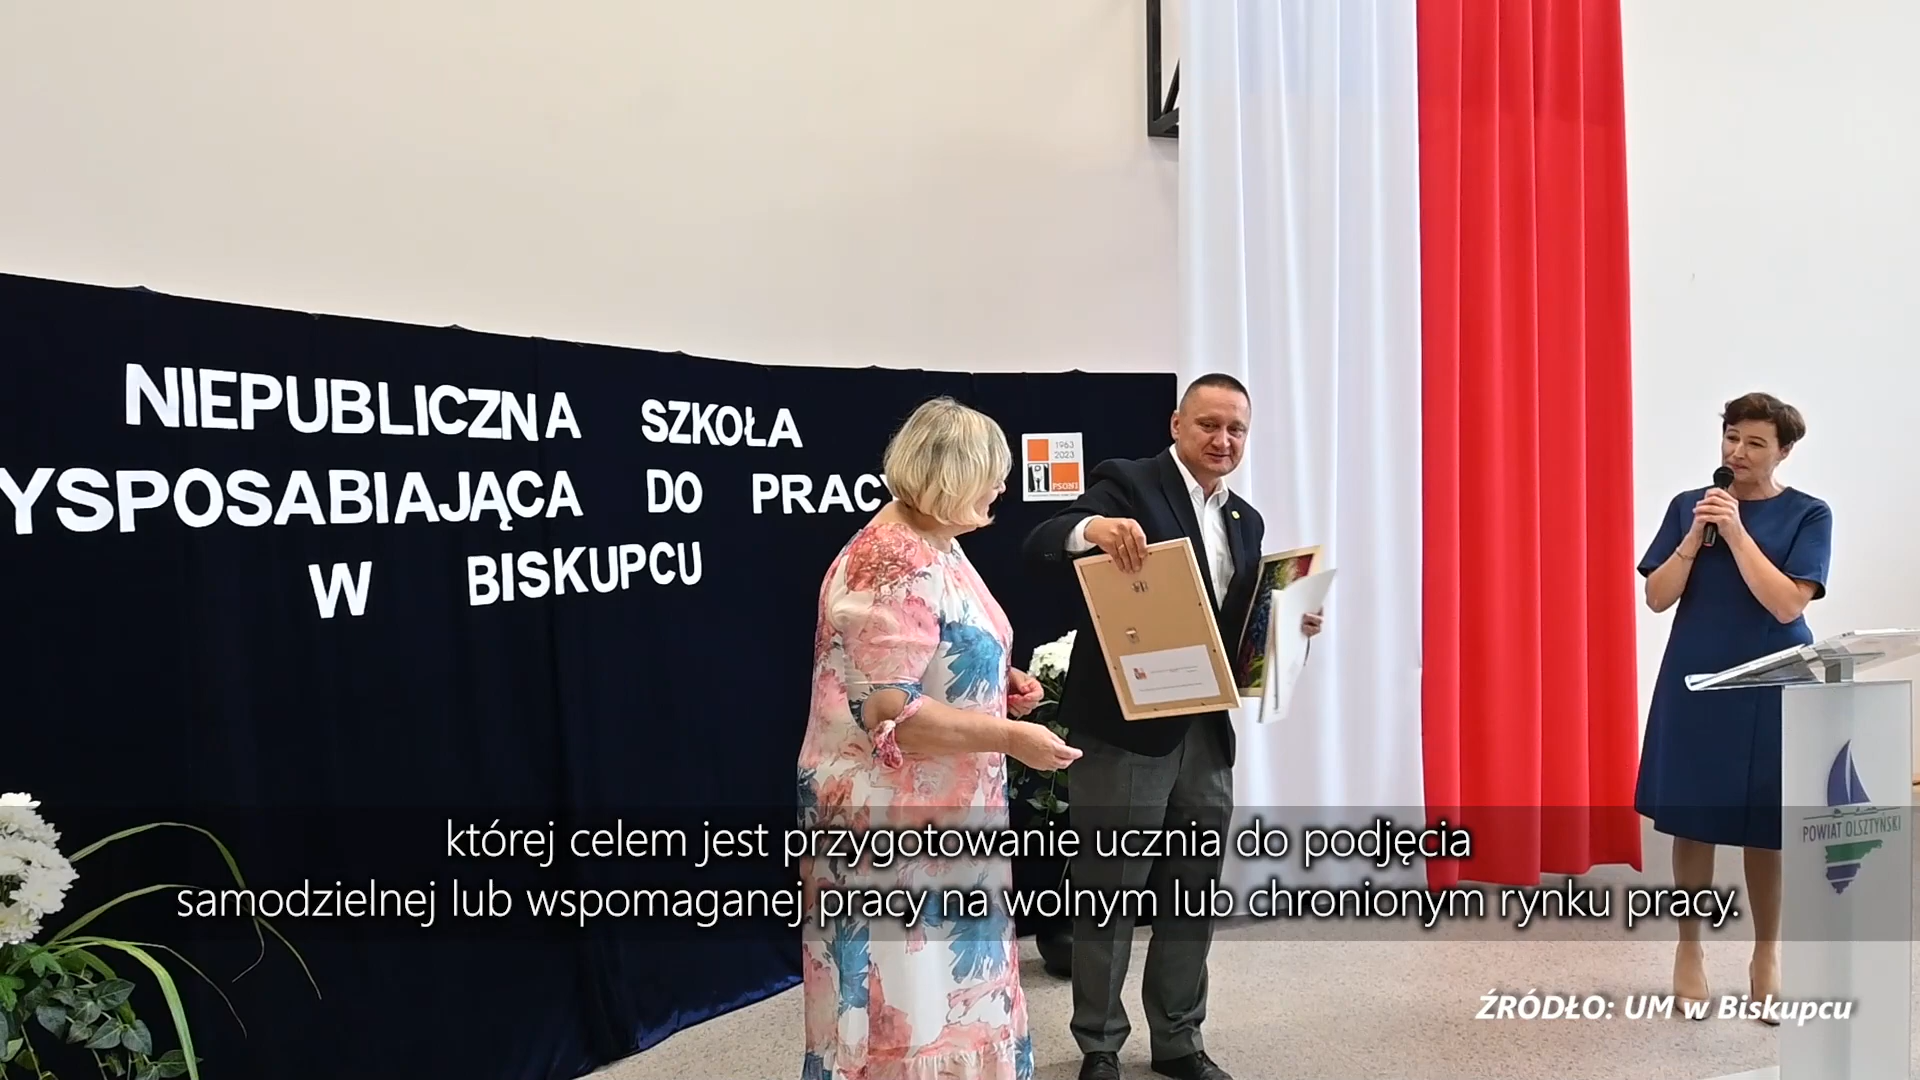 NIEPUBLICZNA SZKOŁA
YSPOSABIAJĄCA DO PRACY
W BISKUPCU
1963
2023
PSONI
POWIAT OLSZTYŃSKI
której celem jest przygotowanie ucznia do podjęcia
samodzielnej lub wspomaganej pracy na wolnym lub chronionym rynku pracy.
ŹRÓDŁO: UM w Biskupcu